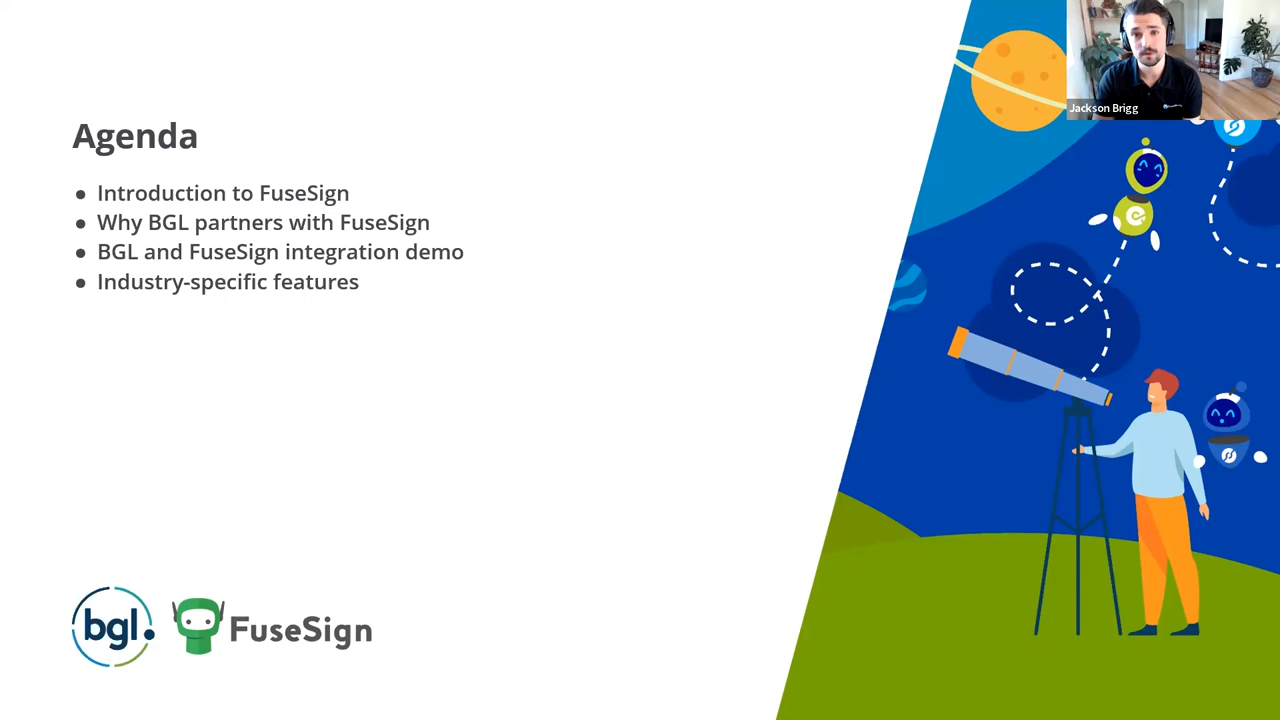 Jackson Brigg
Agenda
● Introduction to FuseSign
● Why BGL partners with FuseSign
● BGL and FuseSign integration demo
● Industry-specific features
bgl.
FuseSign